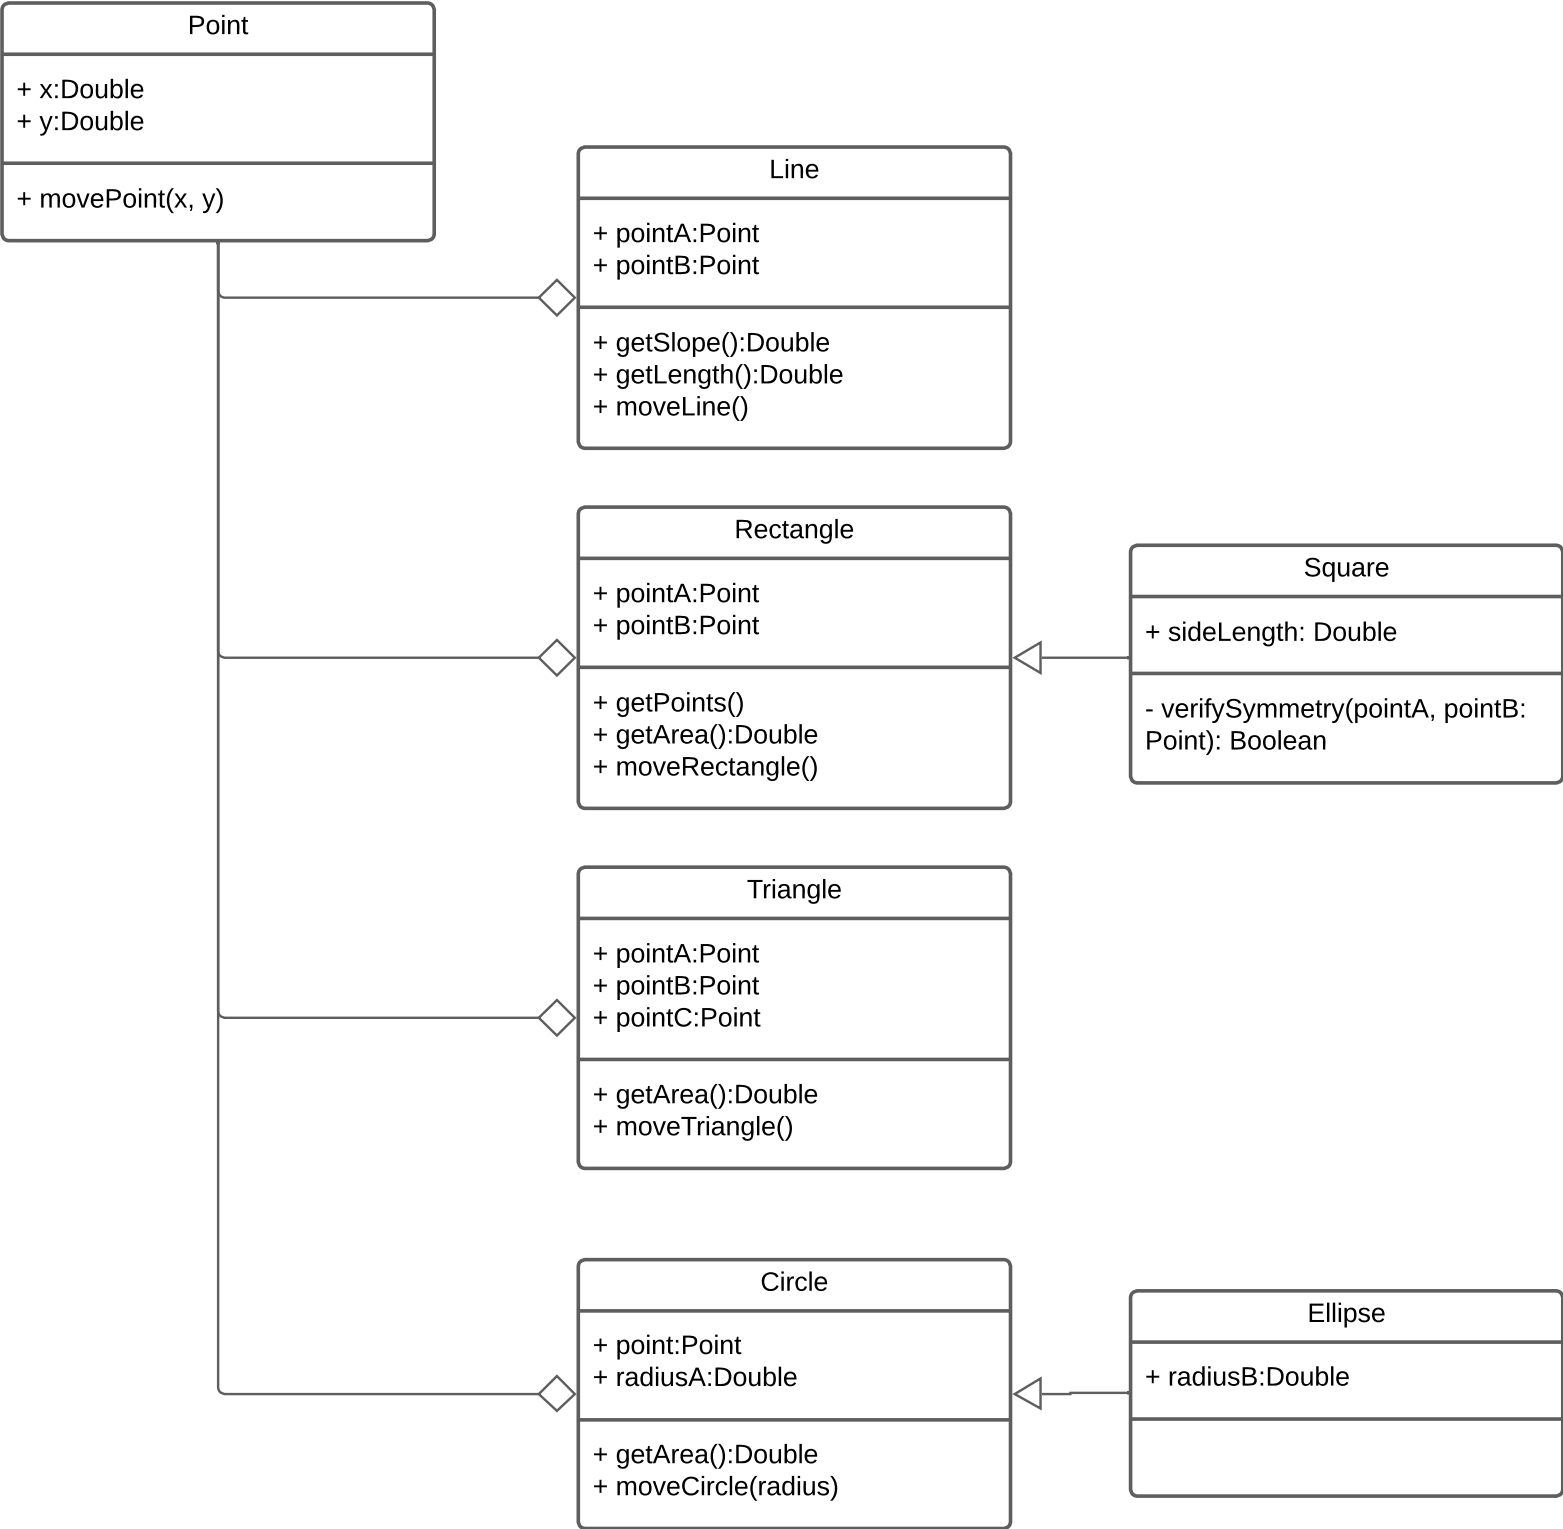 Point
+ x:Double
+ y:Double
+ movePoint(x, y)
Line
+ pointA:Point
+ pointB:Point
+ getSlope():Double
+ getLength():Double
+ moveLine()
Rectangle
+ pointA:Point
+ pointB:Point
+ getPoints()
+ getArea():Double
+ moveRectangle()
Square
+ sideLength: Double
- verifySymmetry(pointA, pointB:
Point): Boolean
Triangle
+ pointA:Point
+ pointB:Point
+ pointC:Point
+ getArea():Double
+ moveTriangle()
Circle
+ point:Point
+ radiusA:Double
+ getArea():Double
+ moveCircle(radius)
Ellipse
+ radiusB:Double